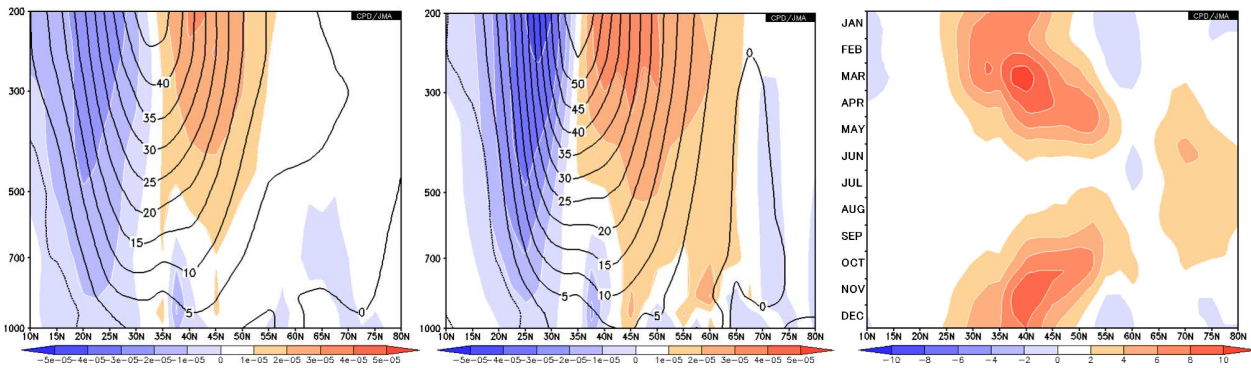 CPD/JMA
200
300
400
500
700
1000
40
35
30
25
20
15
10
5
0
0
10N 15N 20N 25N 30N 35N 40N 45N 50N 55N 60N 65N 70N 75N 80N
-5e-05 -4e-05 -3e-05 -2e-05 -1e-05 0 1e-05 2e-05 3e-05 4e-05 5e-05
CPD/JMA
200
300
400
500
700
1000
0
50
45
40
35
30
25
20
15
10
5
5
0
10N 15N 20N 25N 30N 35N 40N 45N 50N 55N 60N 65N 70N 75N 80N
-5e-05 -4e-05 -3e-05 -2e-05 -1e-05 0 1e-05 2e-05 3e-05 4e-05 5e-05
CPD/JMA
JAN
FEB
MAR
APR
MAY
JUN
JUL
AUG
SEP
OCT
NOV
DEC
10N 15N 20N 25N 30N 35N 40N 45N 50N 55N 60N 65N 70N 75N 80N
-10 -8 -6 -4 -2 0 2 4 6 8 10